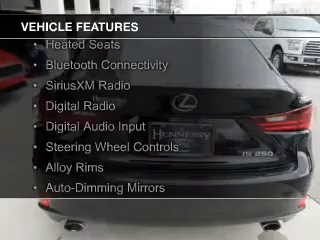 VEHICLE FEATURES
• Heated Seats
• Bluetooth Connectivity
• SiriusXM Radio
• Digital Radio
• Digital Audio Input
• Steering Wheel Controls
• Alloy Rims
• Auto-Dimming Mirrors
HENNESSY
IS 250